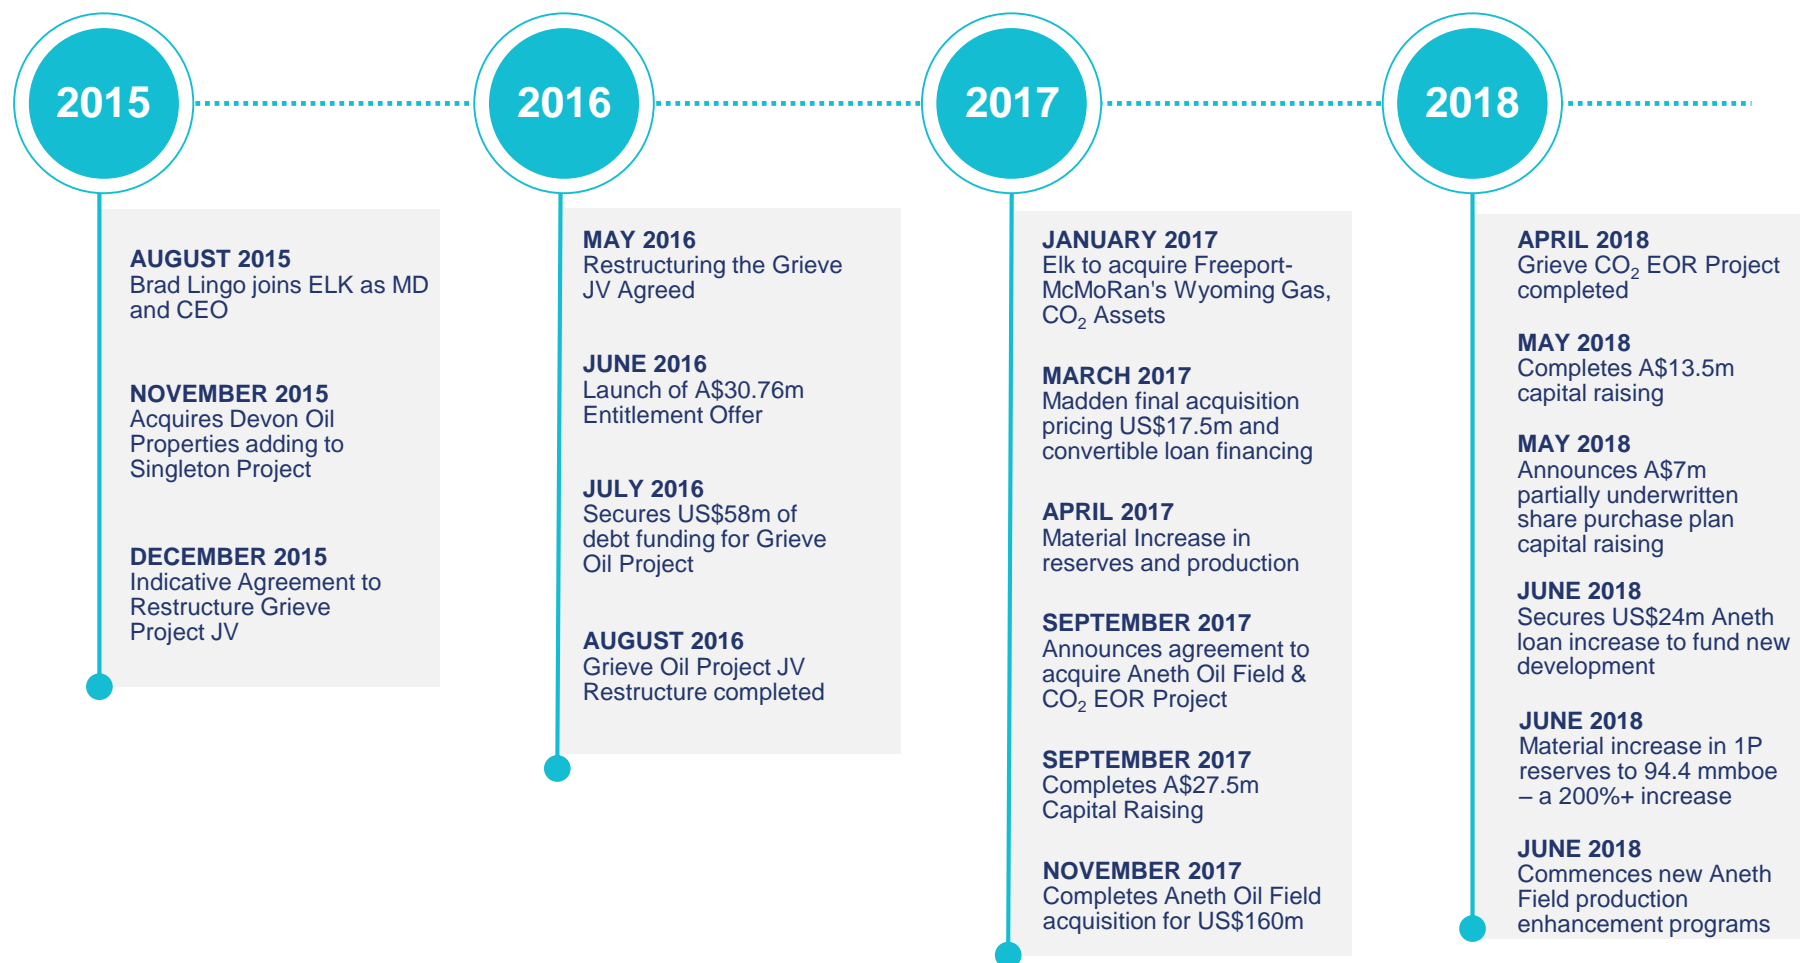 2015
2016
2017
2018
AUGUST 2015
Brad Lingo joins ELK as MD
and CEO
NOVEMBER 2015
Acquires Devon Oil
Properties adding to
Singleton Project
DECEMBER 2015
Indicative Agreement to
Restructure Grieve
Project JV
MAY 2016
Restructuring the Grieve
JV Agreed
JUNE 2016
Launch of A$30.76m
Entitlement Offer
JULY 2016
Secures US$58m of
debt funding for Grieve
Oil Project
AUGUST 2016
Grieve Oil Project JV
Restructure completed
JANUARY 2017
Elk to acquire Freeport-
McMoRan's Wyoming Gas,
CO₂ Assets
MARCH 2017
Madden final acquisition
pricing US$17.5m and
convertible loan financing
APRIL 2017
Material Increase in
reserves and production
SEPTEMBER 2017
Announces agreement to
acquire Aneth Oil Field &
CO₂ EOR Project
SEPTEMBER 2017
Completes A$27.5m
Capital Raising
NOVEMBER 2017
Completes Aneth Oil Field
acquisition for US$160m
APRIL 2018
Grieve CO₂ EOR Project
completed
MAY 2018
Completes A$13.5m
capital raising
MAY 2018
Announces A$7m
partially underwritten
share purchase plan
capital raising
JUNE 2018
Secures US$24m Aneth
loan increase to fund new
development
JUNE 2018
Material increase in 1P
reserves to 94.4 mmboe
– a 200%+ increase
JUNE 2018
Commences new Aneth
Field production
enhancement programs